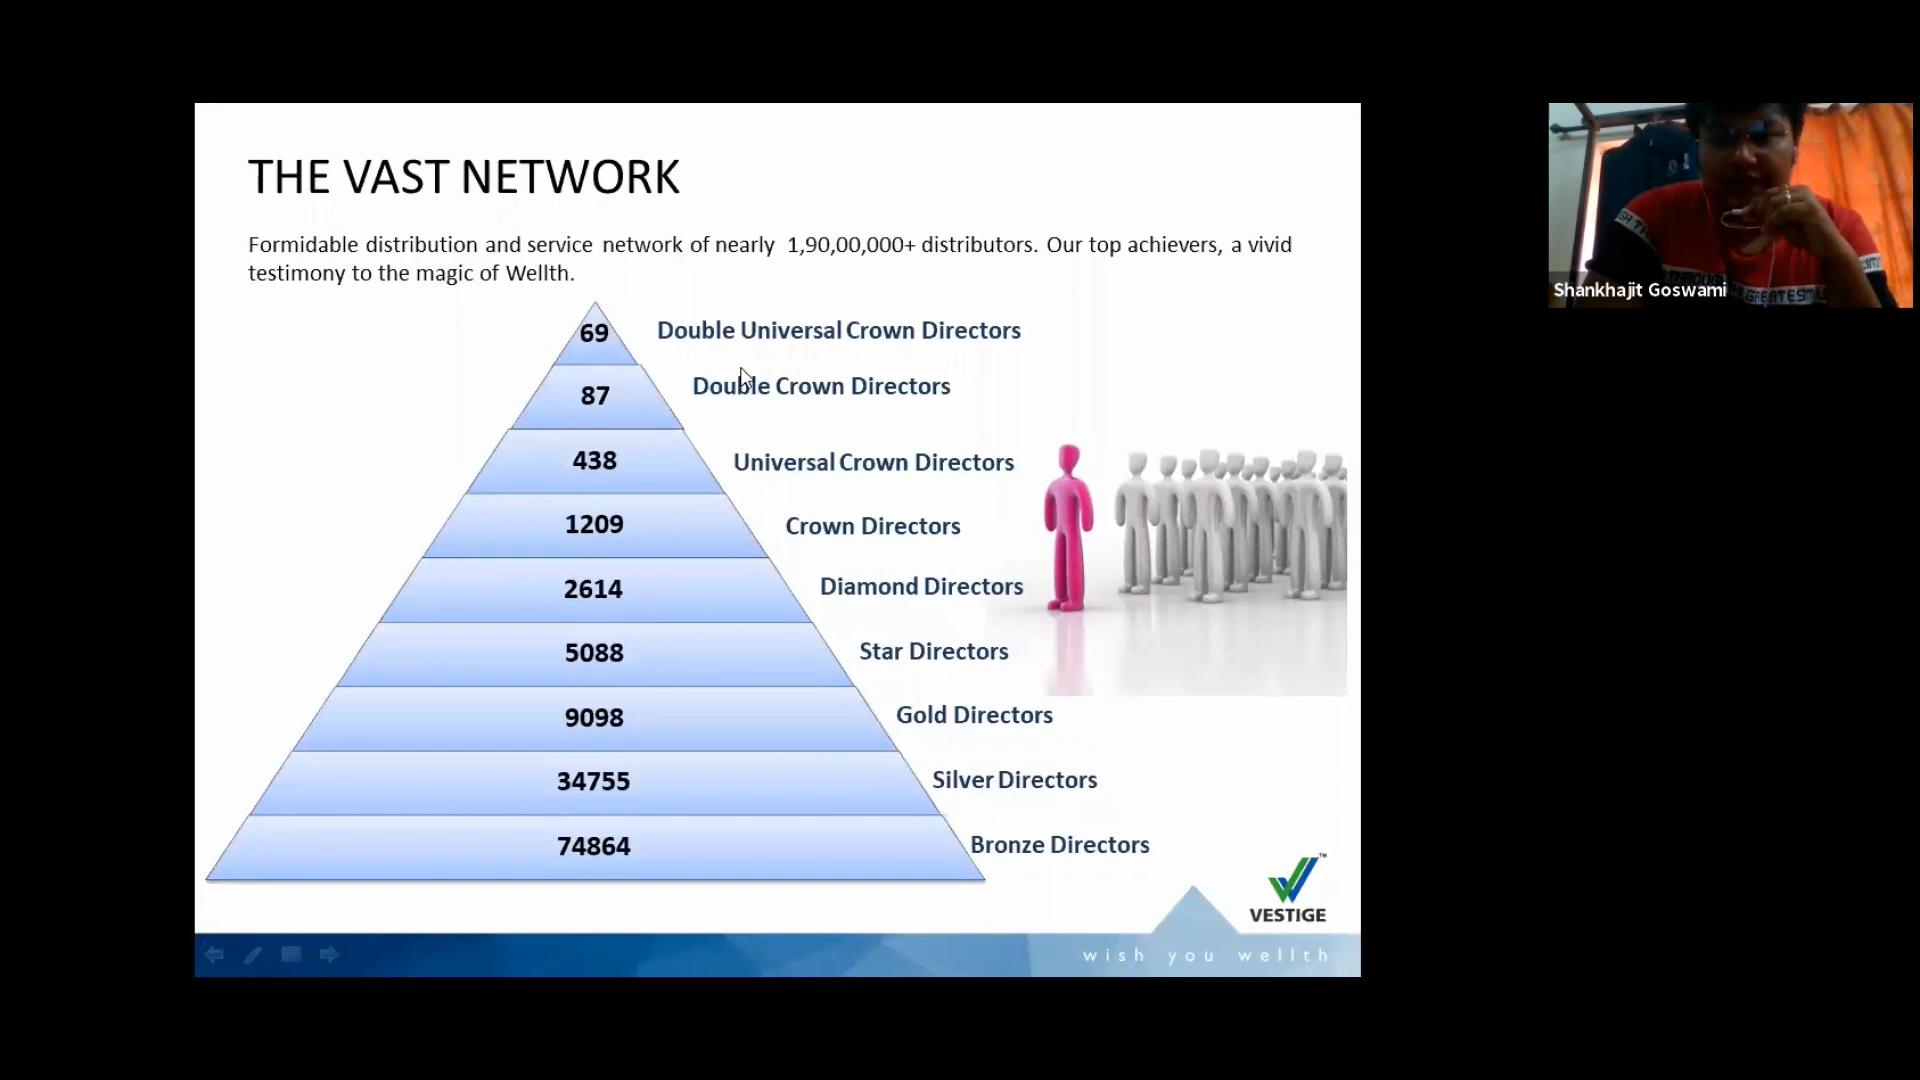 THE VAST NETWORK
Formidable distribution and service network of nearly 1,90,00,000+ distributors. Our top achievers, a vivid
testimony to the magic of Wellth.
69 Double Universal Crown Directors
87 Double Crown Directors
438 Universal Crown Directors
1209 Crown Directors
2614 Diamond Directors
5088 Star Directors
9098 Gold Directors
34755 Silver Directors
74864 Bronze Directors
VESTIGE
TM
wish you wellth
Shankhajit Goswami